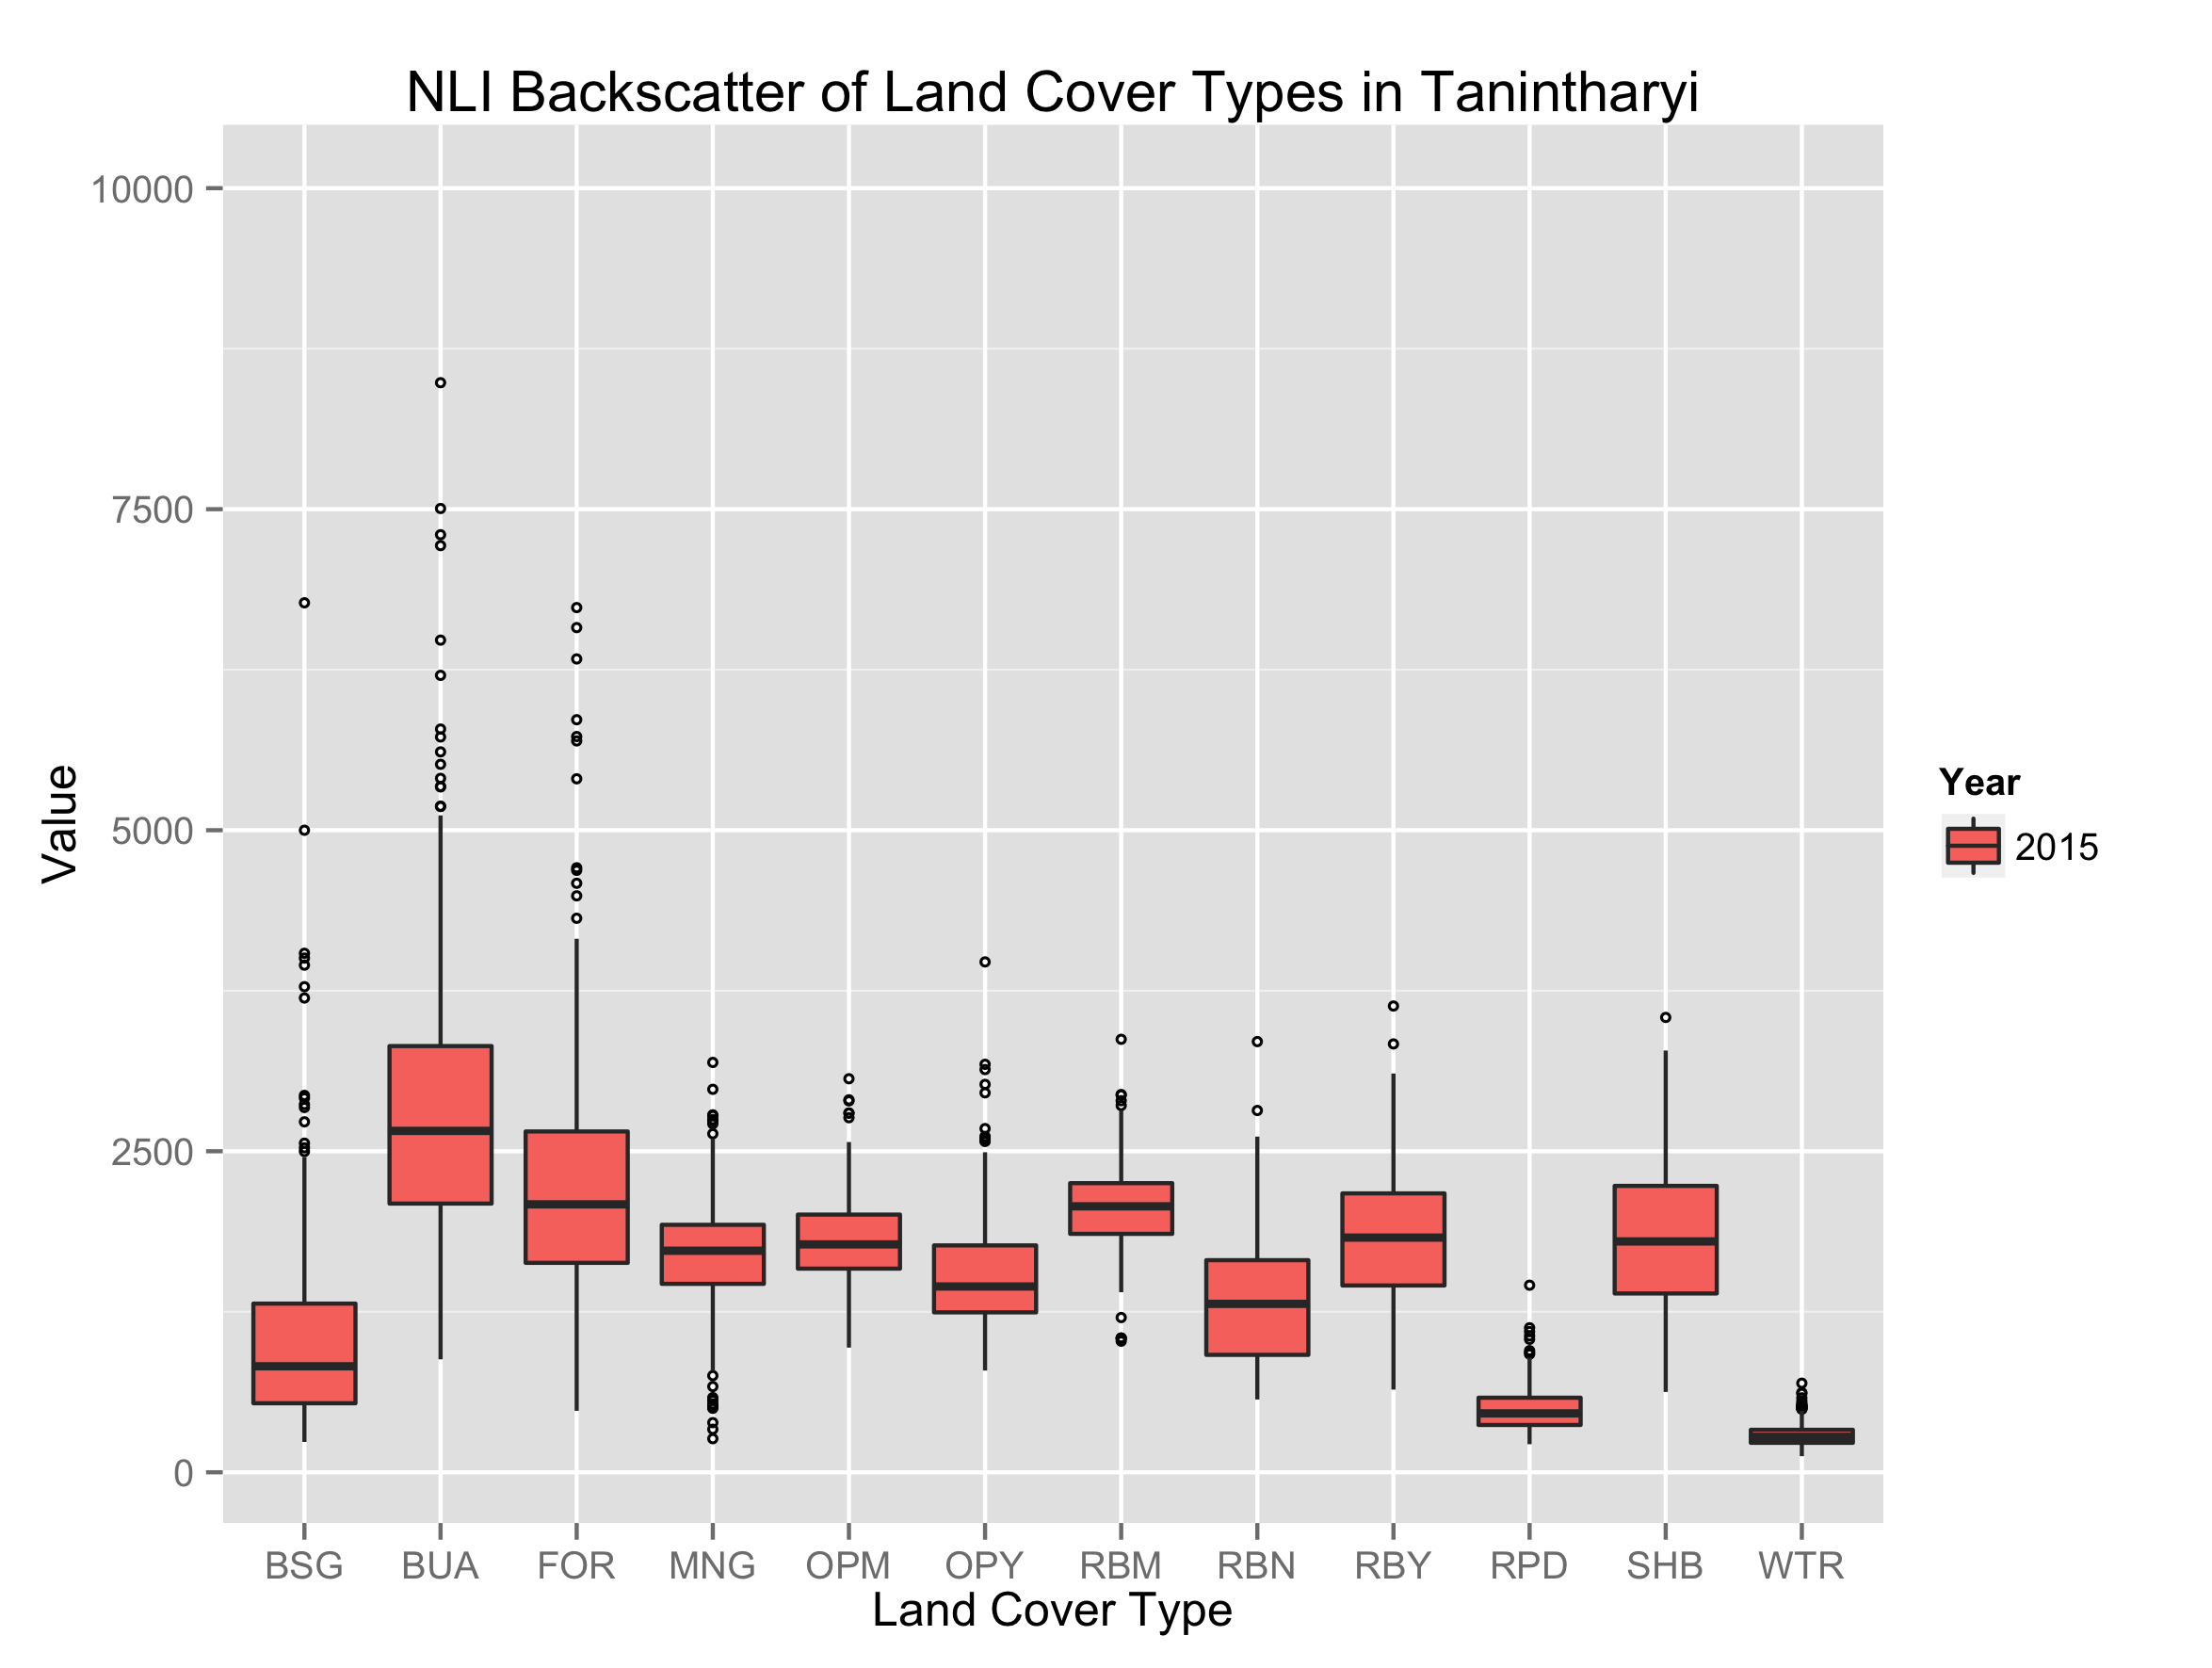 NLI Backscatter of Land Cover Types in Tanintharyi
10000
7500
5000
2500
0
Value
BSG BUA FOR MNG OPM OPY RBM RBN RBY RPD SHB WTR
Land Cover Type
Year
2015